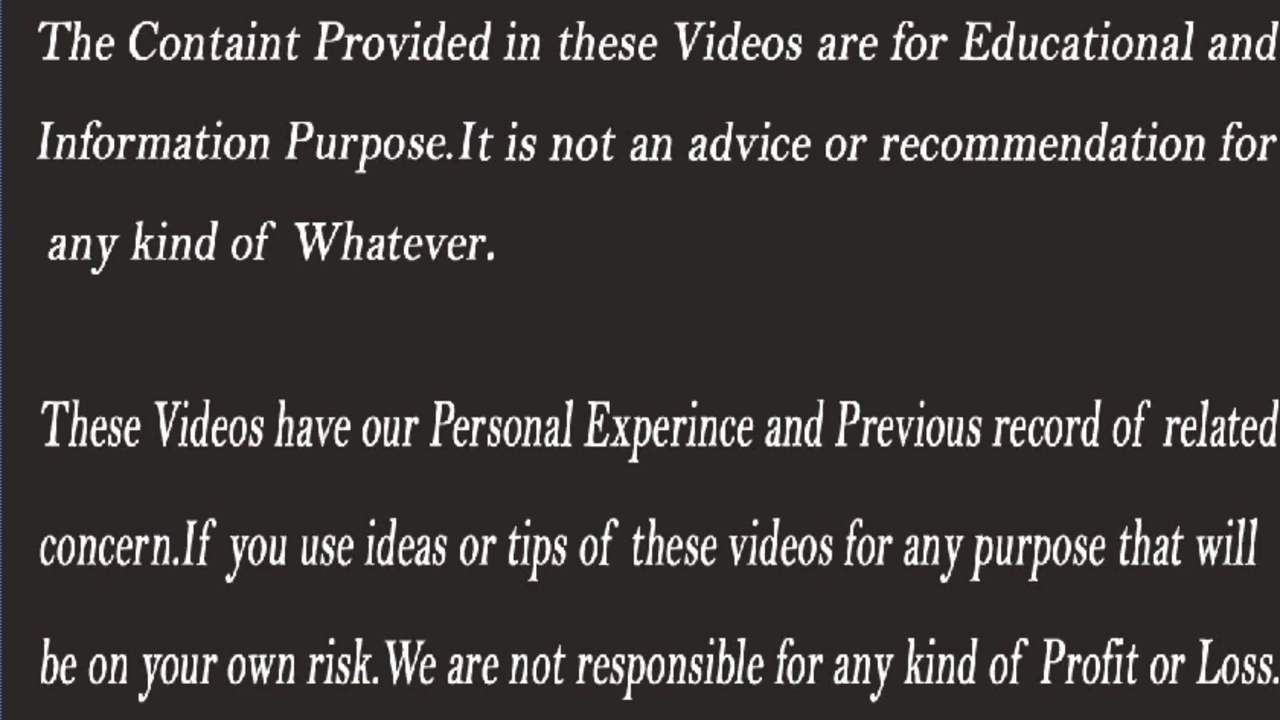 The Containt Provided in these Videos are for Educational and
Information Purpose.It is not an advice or recommendation for
any kind of Whatever.
These Videos have our Personal Experince and Previous record of related
concern.If you use ideas or tips of these videos for any purpose that will
be on your own risk.We are not responsible for any kind of Profit or Loss.